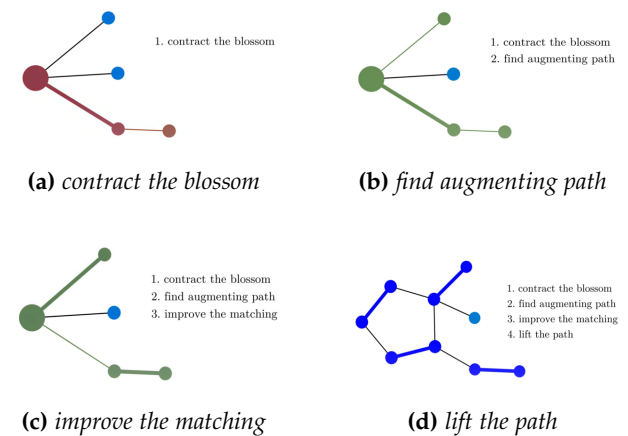 1. contract the blossom
(a) contract the blossom
1. contract the blossom
2. find augmenting path
(b) find augmenting path
1. contract the blossom
2. find augmenting path
3. improve the matching
(c) improve the matching
1. contract the blossom
2. find augmenting path
3. improve the matching
4. lift the path
(d) lift the path